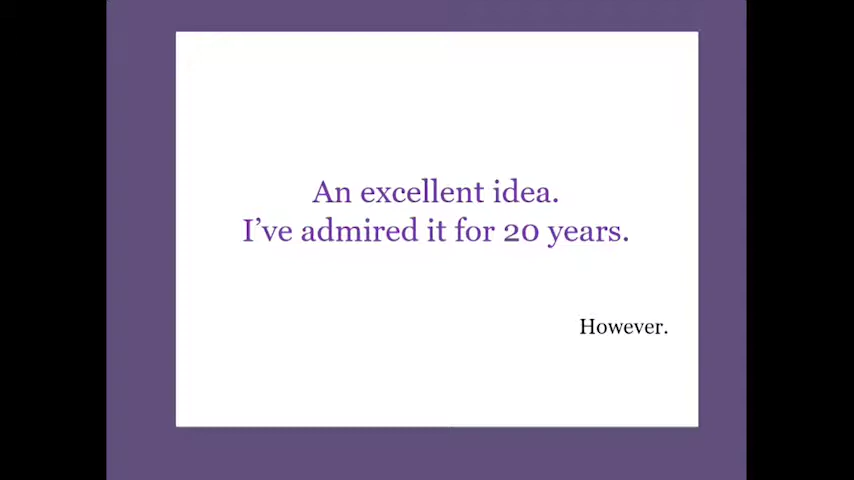 An excellent idea.
I’ve admired it for 20 years.
However.